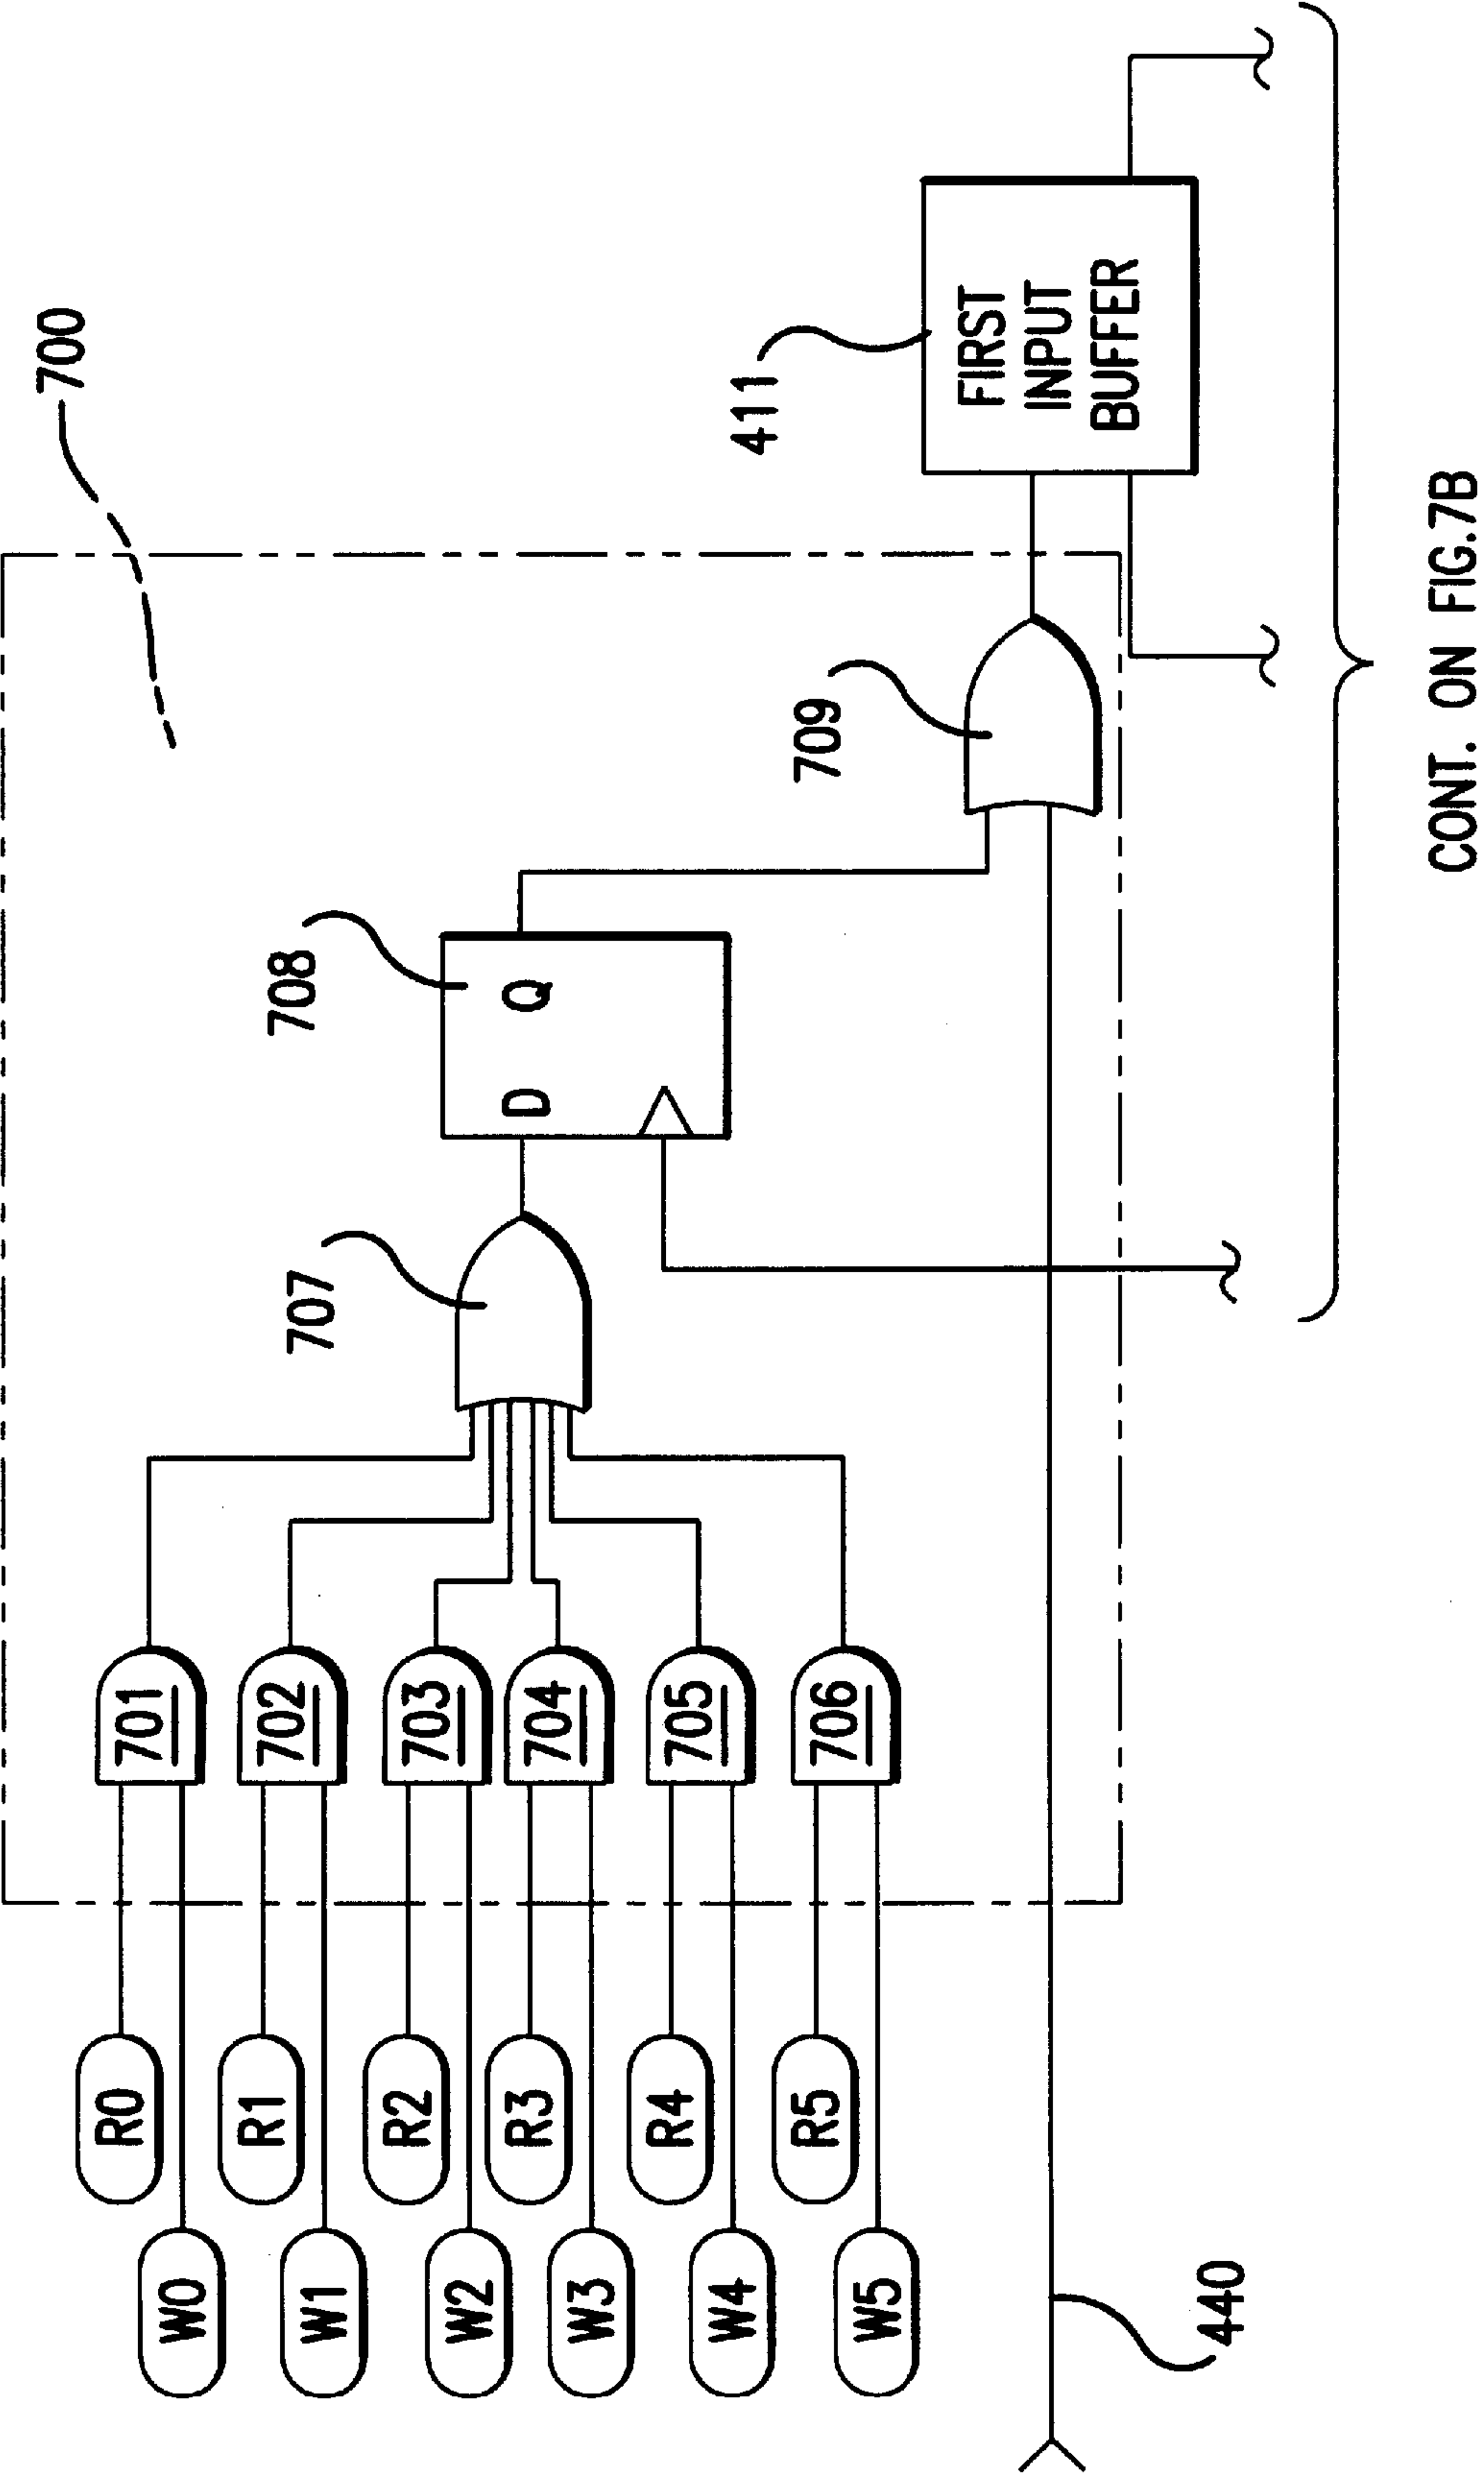 700
R0
W0
701
R1
W1
702
R2
W2
703
R3
W3
704
R4
W4
705
R5
W5
706
707
708
D Q
709
411
FIRST
INPUT
BUFFER
440
CONT. ON FIG.7B